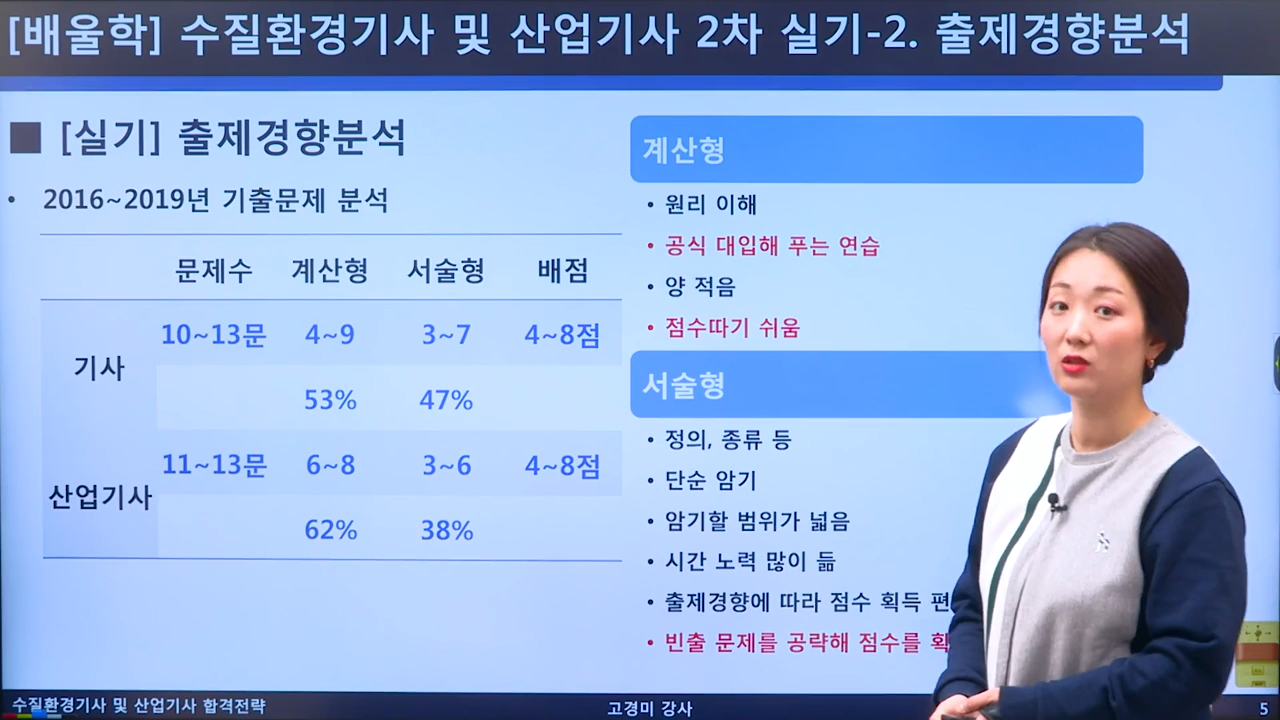 [배울학] 수질환경기사 및 산업기사 2차 실기-2. 출제경향분석
■ [실기] 출제경향분석
• 2016~2019년 기출문제 분석
문제수 계산형 서술형 배점
기사 10~13문 4~9 3~7 4~8점
53% 47%
산업기사 11~13문 6~8 3~6 4~8점
62% 38%
계산형
• 원리 이해
• 공식 대입해 푸는 연습
• 양 적음
• 점수따기 쉬움
서술형
• 정의, 종류 등
• 단순 암기
• 암기할 범위가 넓음
• 시간 노력 많이 듦
• 출제경향에 따라 점수 획득 편
• 빈출 문제를 공략해 점수를 획
수질환경기사 및 산업기사 합격전략
고경미 강사
5